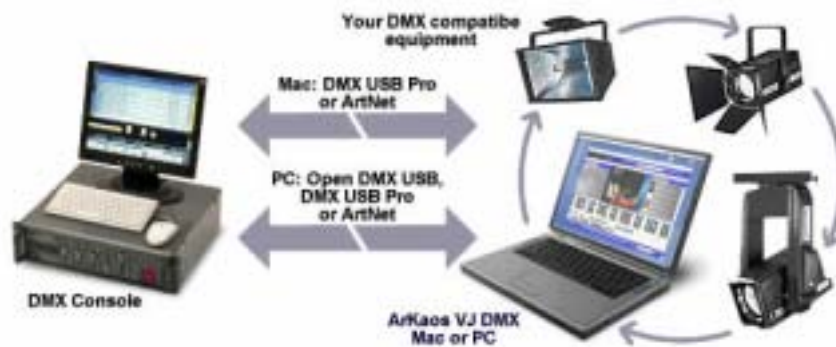 Your DMX compatibe
equipment
Mac: DMX USB Pro
or ArtNet
PC: Open DMX USB,
DMX USB Pro
or ArtNet
DMX Console
ArKaos VJ DMX
Mac or PC